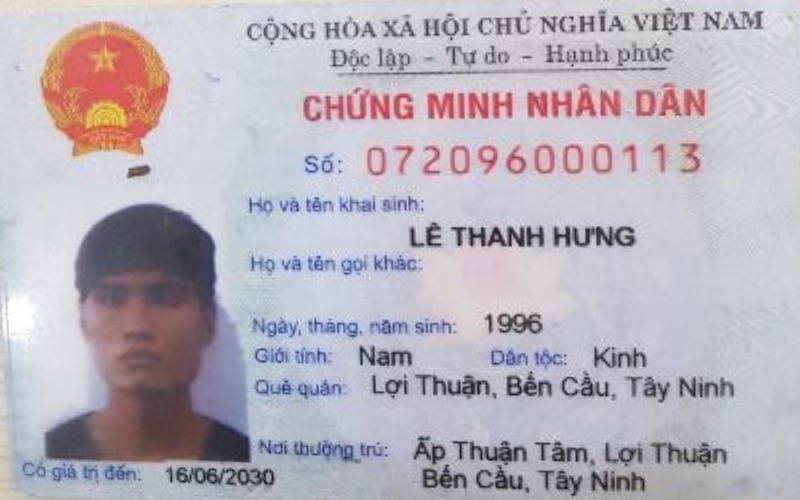 CỘNG HÒA XÃ HỘI CHỦ NGHĨA VIỆT NAM
Độc lập - Tự do - Hạnh phúc
CHỨNG MINH NHÂN DÂN
Số: 072096000113
Họ và tên khai sinh:
LÊ THANH HƯNG
Họ và tên gọi khác:
Ngày, tháng, năm sinh: 1996
Giới tính: Nam Dân tộc: Kinh
Quê quán: Lợi Thuận, Bến Cầu, Tây Ninh
Nơi thường trú: Ấp Thuận Tâm, Lợi Thuận
Bến Cầu, Tây Ninh
Có giá trị đến: 16/06/2030